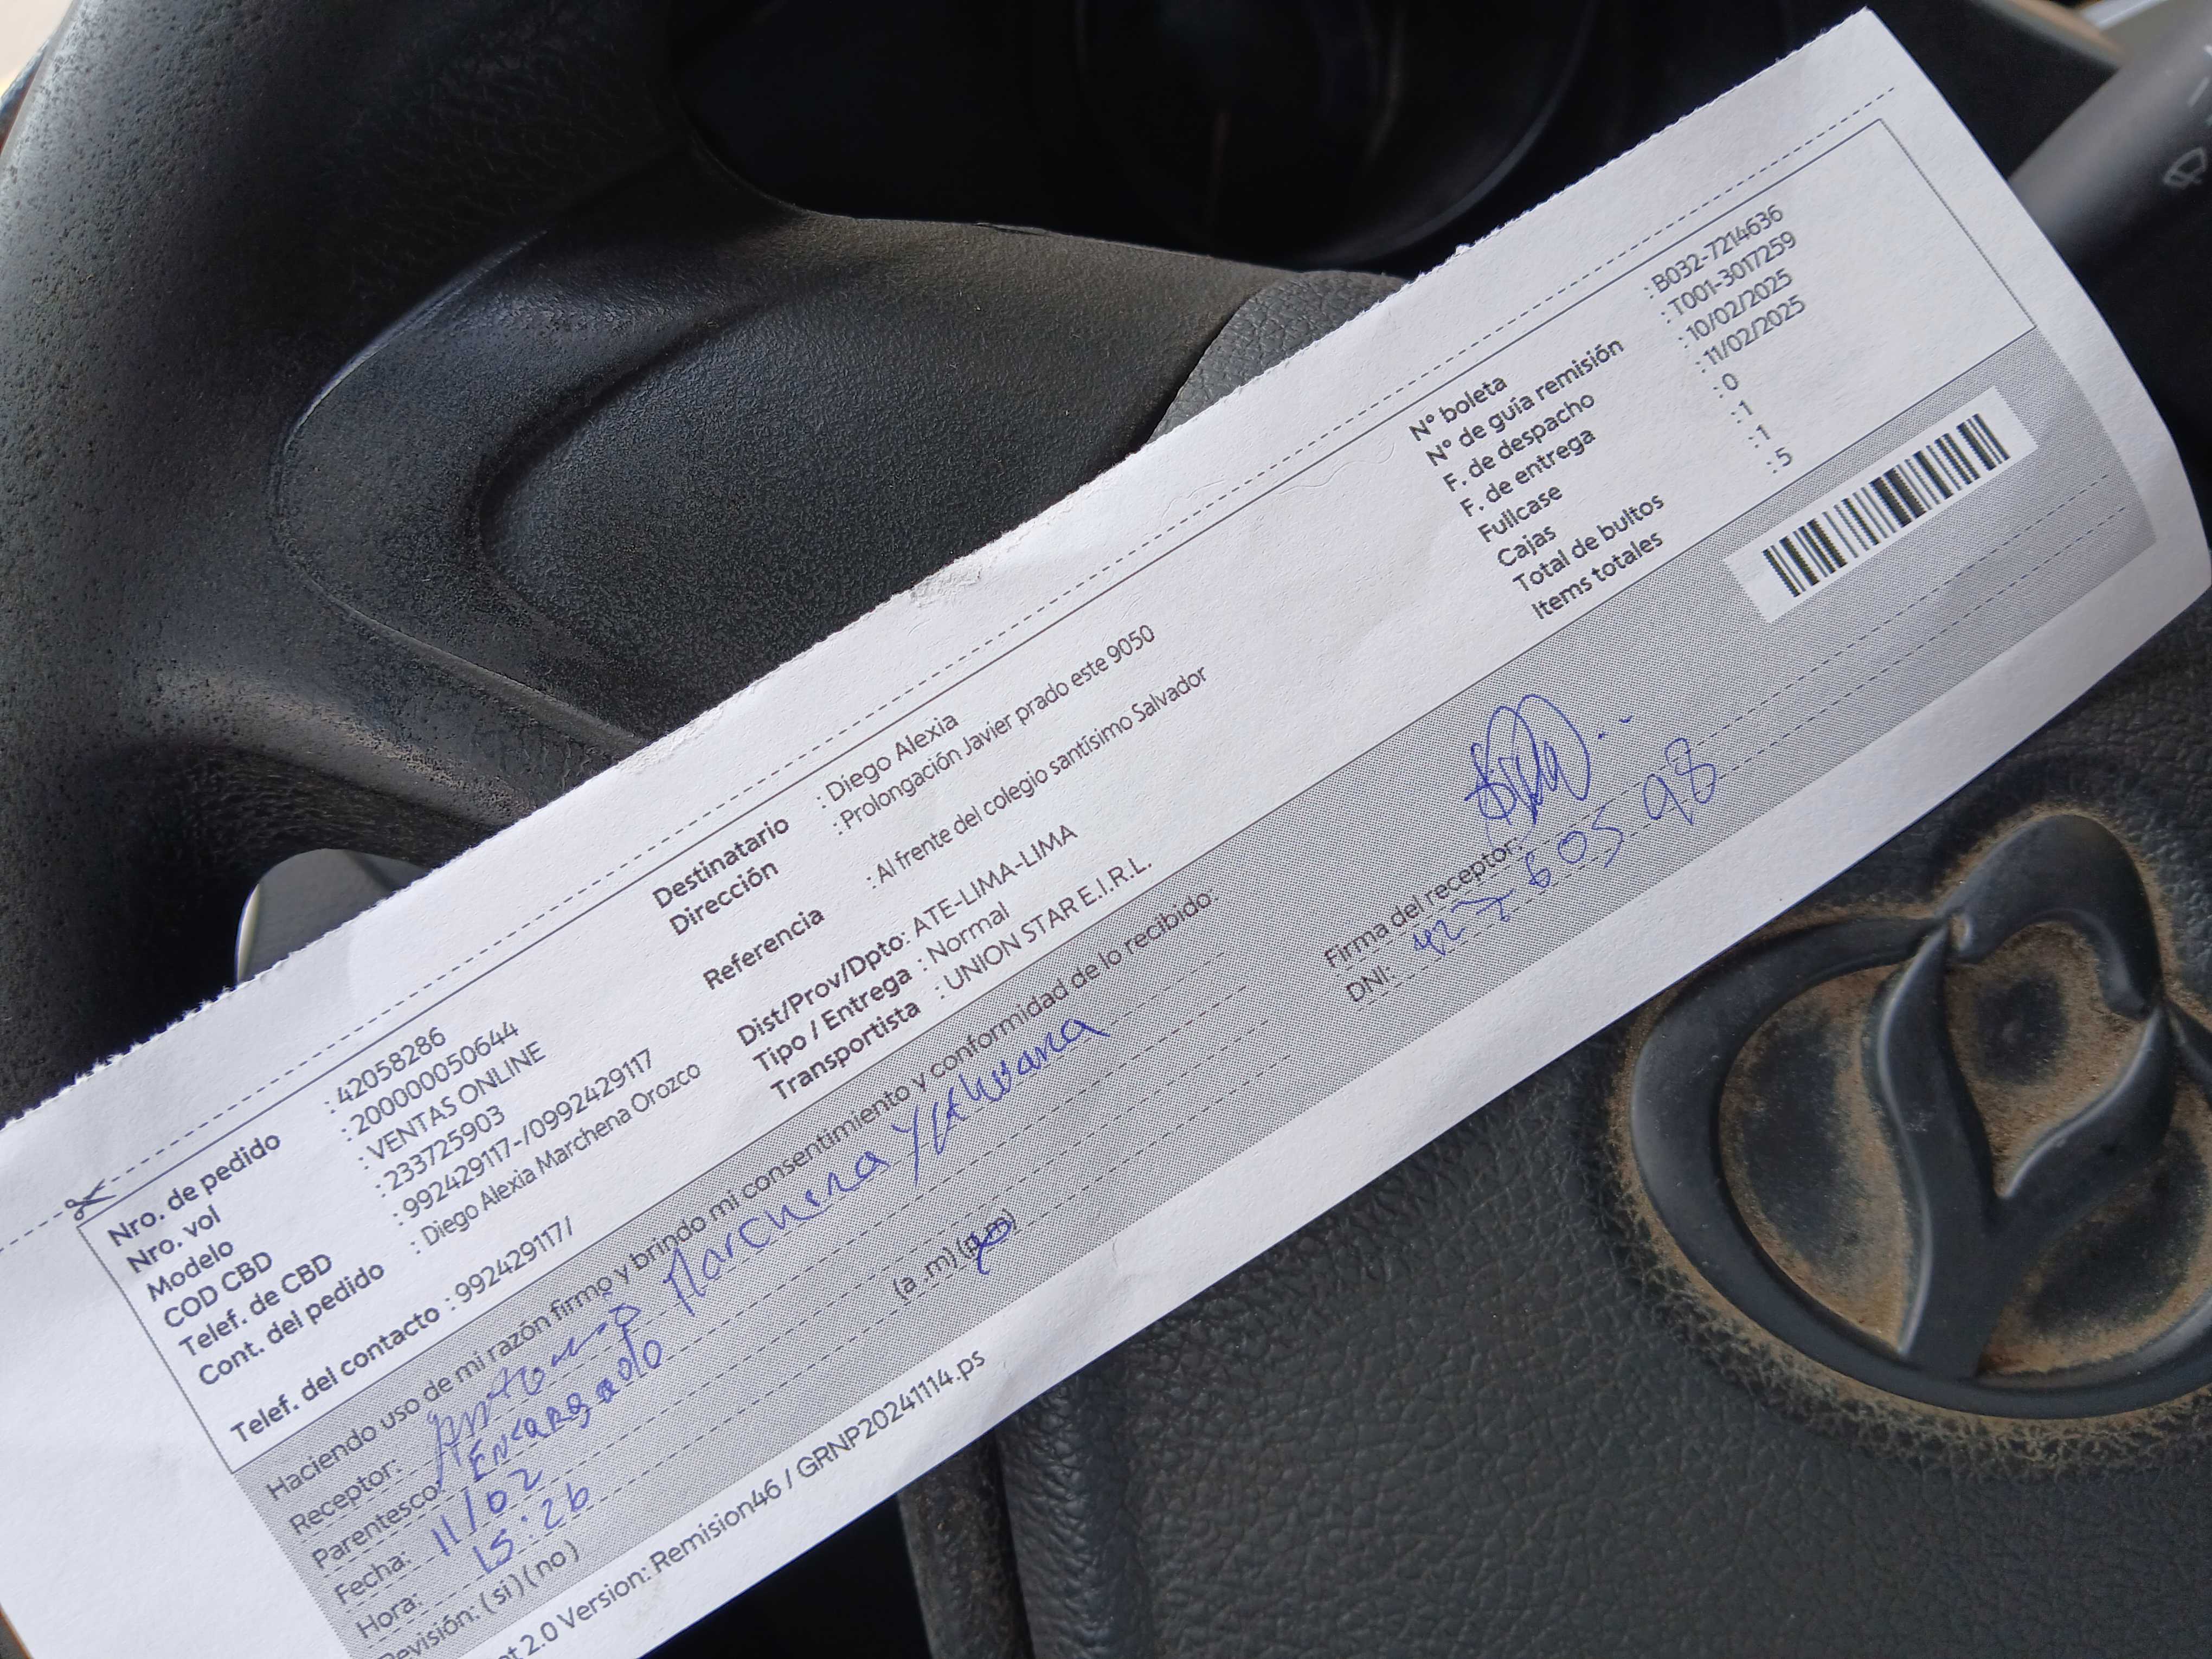 Nro. de pedido : 42058286
Nro. vol : 200000050644
Modelo : VENTAS ONLINE
COD CBD : 233725903
Telef. de CBD : 992429117-/0992429117
Cont. del pedido : Diego Alexia Marchena Orozco
Telef. del contacto : 992429117/
Destinatario : Diego Alexia
Dirección : Prolongación Javier prado este 9050
Referencia : Al frente del colegio santísimo Salvador
Dist/Prov/Dpto: ATE-LIMA-LIMA
Tipo / Entrega : Normal
Transportista : UNION STAR E.I.R.L.
N° boleta : B032-7214636
N° de guía remisión : T001-3017259
F. de despacho : 10/02/2025
F. de entrega : 11/02/2025
Fullcase : 0
Cajas : 1
Total de bultos : 1
Items totales : 5
Haciendo uso de mi razón firmo y brindo mi consentimiento y conformidad de lo recibido:
Receptor: Antonio Marchena
Parentesco: Encargado
Fecha: 11/02
Hora: 15:26 (a .m) (p.m)
Revisión: ( si ) ( no )
Firma del receptor:
DNI: 42760598
2.0 Version: Remision46 / GRNP20241114.ps